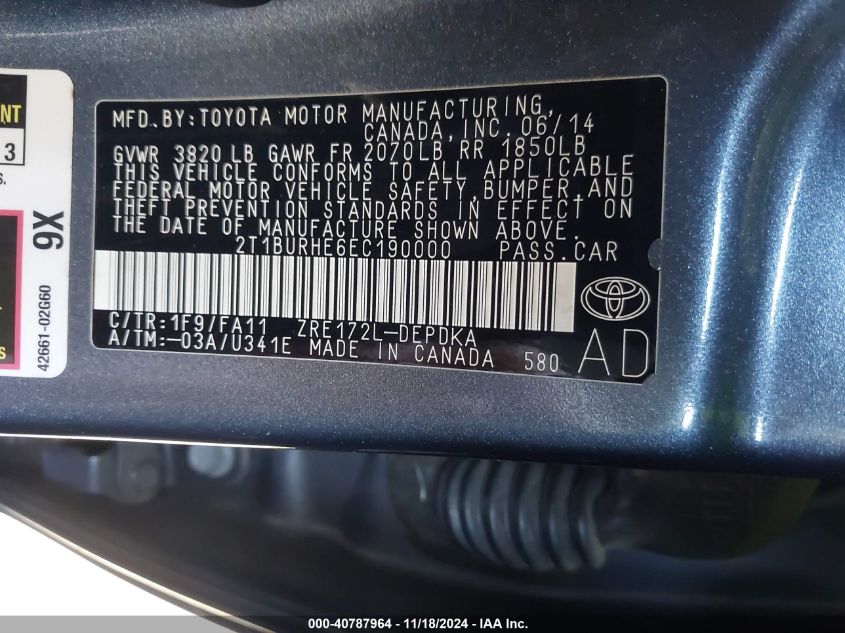 MFD.BY:TOYOTA MOTOR MANUFACTURING,
CANADA,INC. 06/14
GVWR 3820 LB GAWR FR 2070LB RR 1850LB
THIS VEHICLE CONFORMS TO ALL APPLICABLE
FEDERAL MOTOR VEHICLE SAFETY,BUMPER,AND
THEFT PREVENTION STANDARDS IN EFFECT ON
THE DATE OF MANUFACTURE SHOWN ABOVE.
2T1BURHE6EC190000 PASS.CAR
C/TR:1F9/FA11 ZRE172L-DEPDKA
A/TM:-03A/U341E MADE IN CANADA 580
AD
NT
3
S.
9X
42661-02G60
s
000-40787964 - 11/18/2024 - IAA Inc.